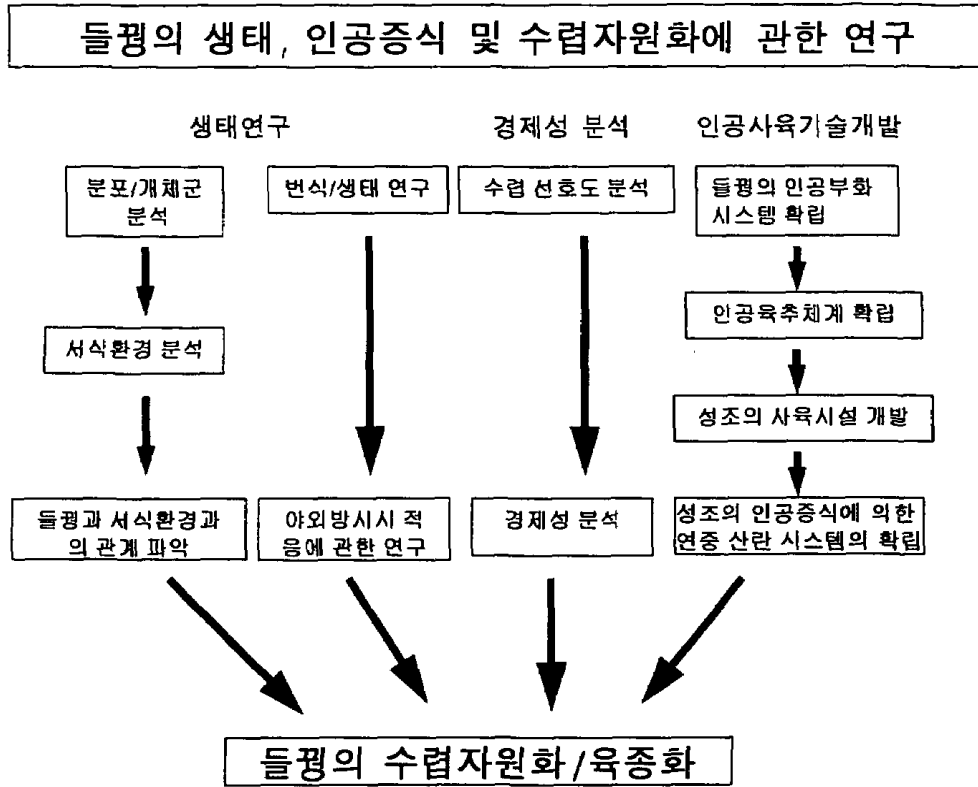 들꿩의 생태, 인공증식 및 수렵자원화에 관한 연구
생태연구
경제성 분석
인공사육기술개발
분포/개체군
분석
번식/생태 연구
수렵 선호도 분석
들꿩의 인공부화
시스템 확립
인공육추체계 확립
서식환경 분석
성조의 사육시설 개발
들꿩과 서식환경과
의 관계 파악
야외방시시 적
응에 관한 연구
경제성 분석
성조의 인공증식에 의한
연중 산란 시스템의 확립
들꿩의 수렵자원화/육종화